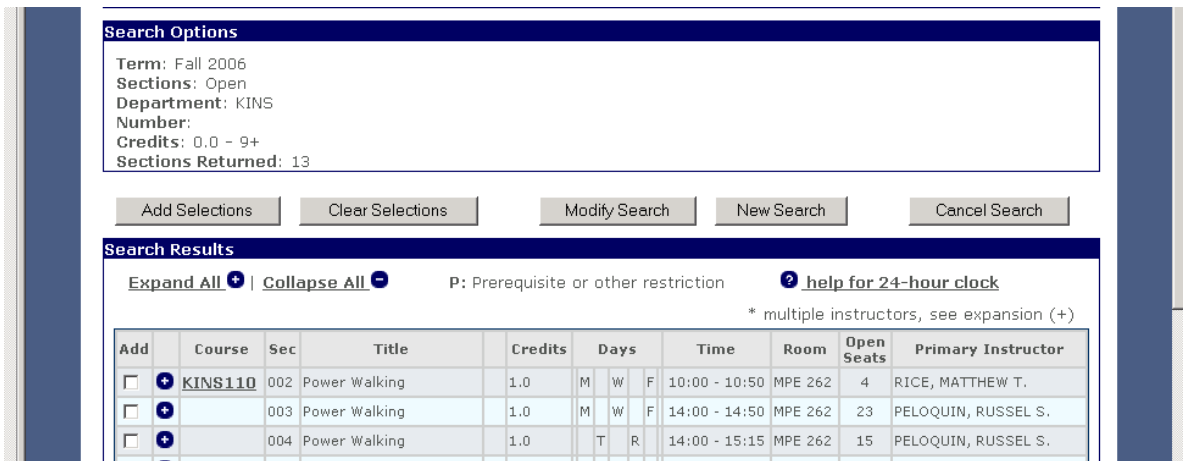 Search Options
Term: Fall 2006
Sections: Open
Department: KINS
Number:
Credits: 0.0 - 9+
Sections Returned: 13
Add Selections Clear Selections Modify Search New Search Cancel Search
Search Results
Expand All + | Collapse All - P: Prerequisite or other restriction ? help for 24-hour clock
* multiple instructors, see expansion (+)
Add Course Sec Title Credits Days Time Room Open Seats Primary Instructor
+ KINS110 002 Power Walking 1.0 M W F 10:00 - 10:50 MPE 262 4 RICE, MATTHEW T.
+ 003 Power Walking 1.0 M W F 14:00 - 14:50 MPE 262 23 PELOQUIN, RUSSEL S.
+ 004 Power Walking 1.0 T R 14:00 - 15:15 MPE 262 15 PELOQUIN, RUSSEL S.